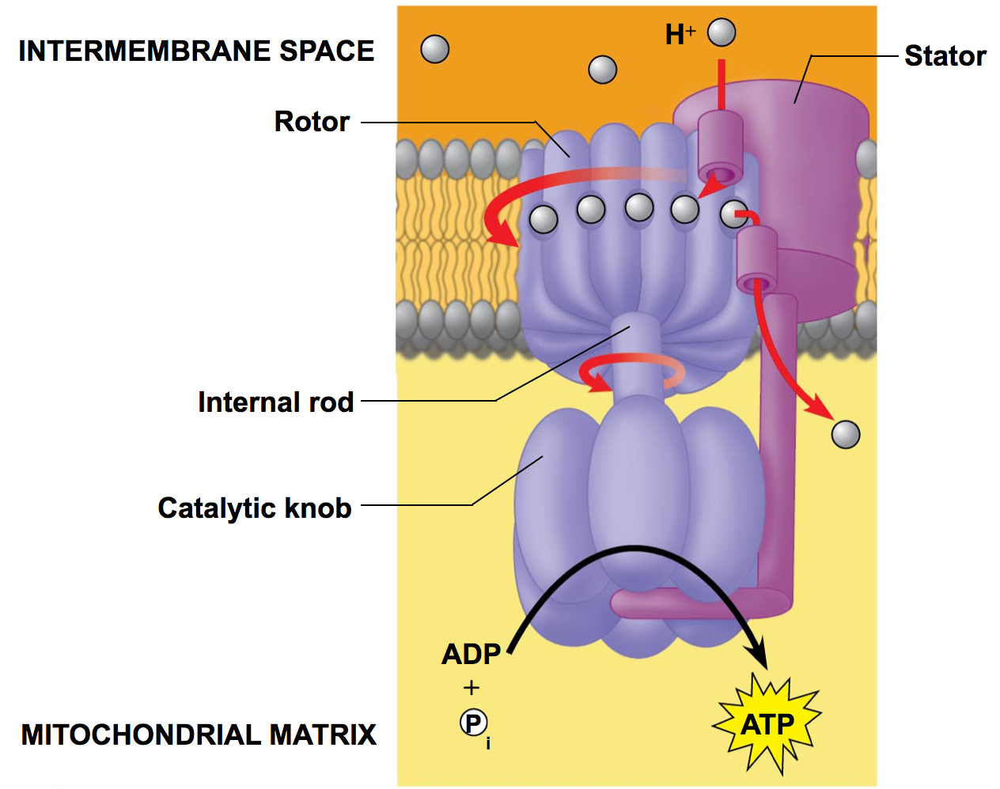 INTERMEMBRANE SPACE
H+
Stator
Rotor
Internal rod
Catalytic knob
ADP
+
P i
ATP
MITOCHONDRIAL MATRIX